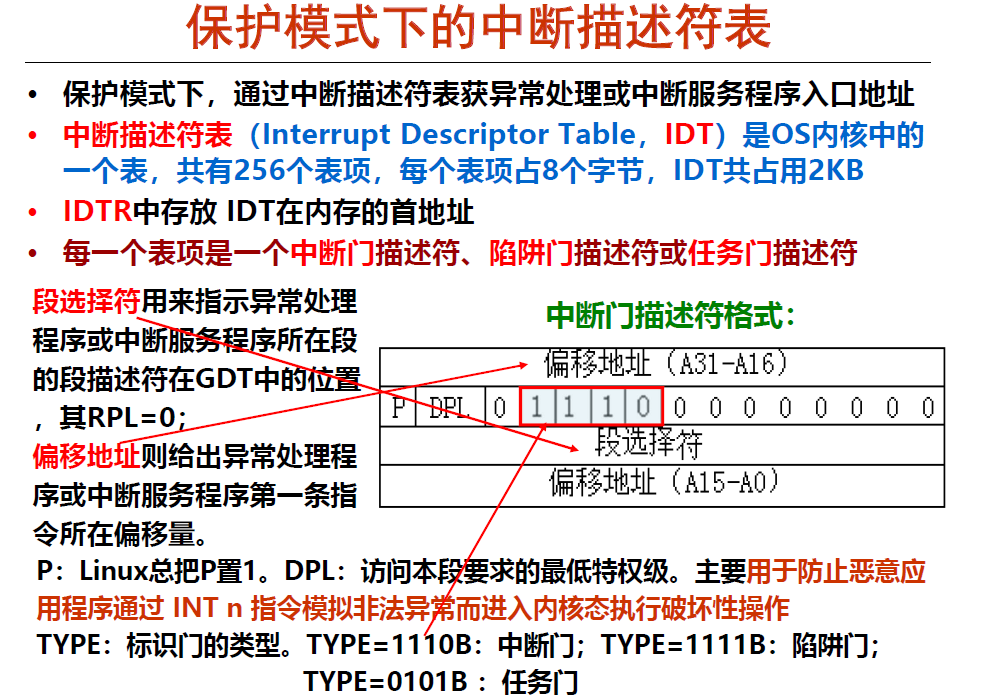 保护模式下的中断描述符表
• 保护模式下，通过中断描述符表获异常处理或中断服务程序入口地址
• 中断描述符表（Interrupt Descriptor Table，IDT）是OS内核中的
一个表，共有256个表项，每个表项占8个字节，IDT共占用2KB
• IDTR中存放 IDT在内存的首地址
• 每一个表项是一个中断门描述符、陷阱门描述符或任务门描述符
段选择符用来指示异常处理
程序或中断服务程序所在段
的段描述符在GDT中的位置
，其RPL=0；
偏移地址则给出异常处理程
序或中断服务程序第一条指
令所在偏移量。
中断门描述符格式：
偏移地址（A31-A16）
P DPL 0 1 1 1 0 0 0 0 0 0 0 0 0
段选择符
偏移地址（A15-A0）
P：Linux总把P置1。DPL：访问本段要求的最低特权级。主要用于防止恶意应
用程序通过 INT n 指令模拟非法异常而进入内核态执行破坏性操作
TYPE：标识门的类型。TYPE=1110B：中断门；TYPE=1111B：陷阱门；
TYPE=0101B ：任务门